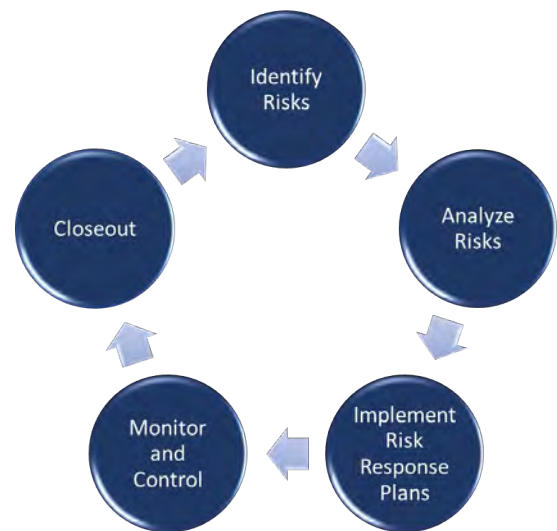 Identify
Risks
Analyze
Risks
Implement
Risk
Response
Plans
Monitor
and
Control
Closeout